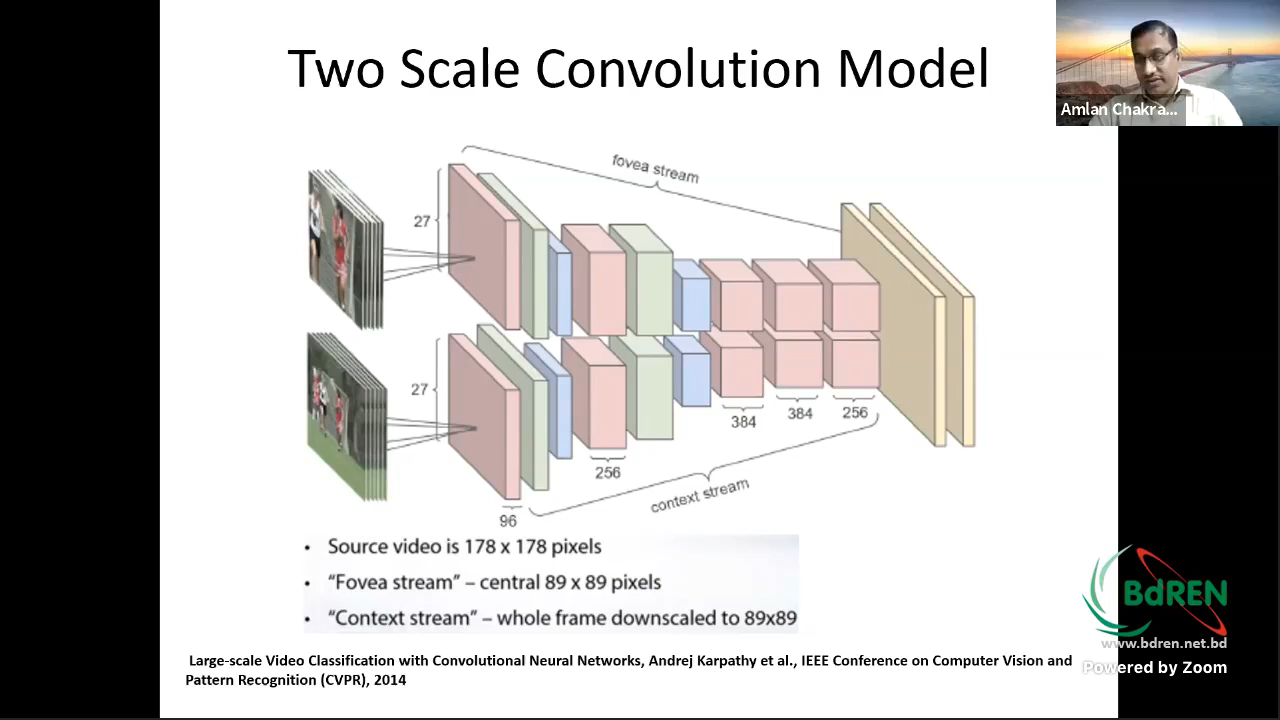 Two Scale Convolution Model
Amlan Chakra...
fovea stream
27
27
384
384
256
256
context stream
96
• Source video is 178 x 178 pixels
• “Fovea stream” – central 89 x 89 pixels
• “Context stream” – whole frame downscaled to 89x89
Large-scale Video Classification with Convolutional Neural Networks, Andrej Karpathy et al., IEEE Conference on Computer Vision and
Pattern Recognition (CVPR), 2014
BdREN
www.bdren.net.bd
Powered by Zoom